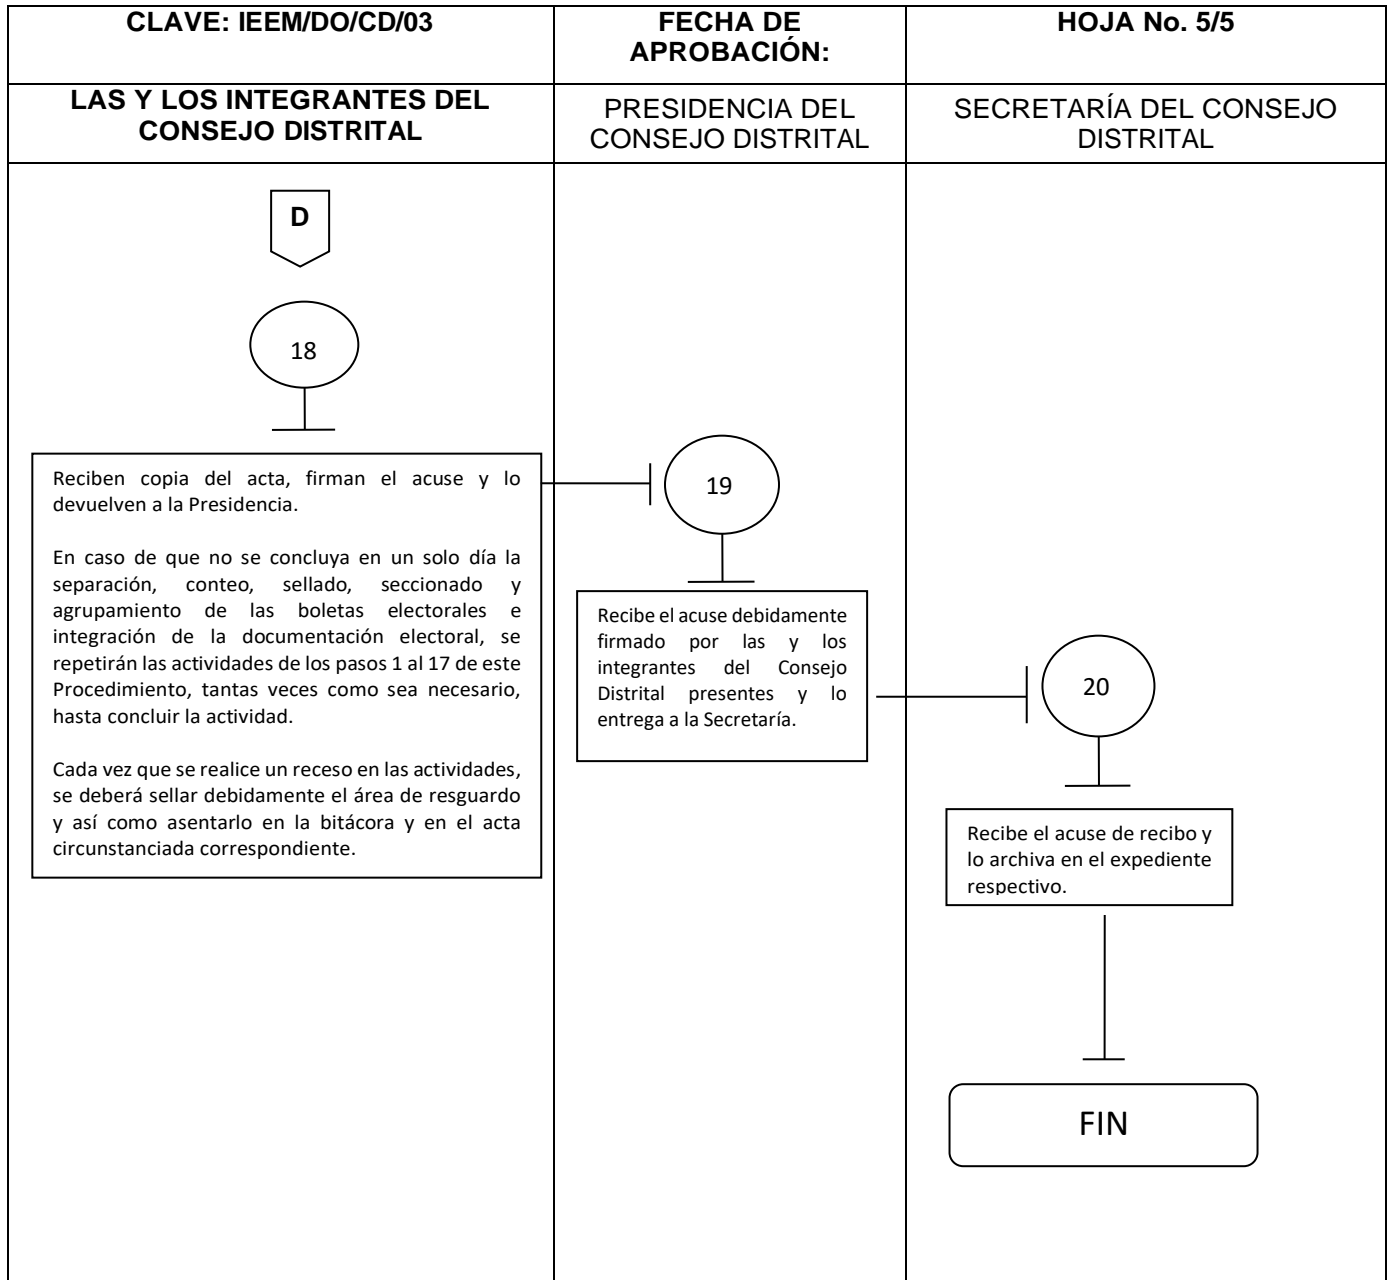 CLAVE: IEEM/DO/CD/03
FECHA DE
APROBACIÓN:
HOJA No. 5/5
LAS Y LOS INTEGRANTES DEL
CONSEJO DISTRITAL
PRESIDENCIA DEL
CONSEJO DISTRITAL
SECRETARÍA DEL CONSEJO
DISTRITAL
D
18
Reciben copia del acta, firman el acuse y lo
devuelven a la Presidencia.
En caso de que no se concluya en un solo día la
separación, conteo, sellado, seccionado y
agrupamiento de las boletas electorales e
integración de la documentación electoral, se
repetirán las actividades de los pasos 1 al 17 de este
Procedimiento, tantas veces como sea necesario,
hasta concluir la actividad.
Cada vez que se realice un receso en las actividades,
se deberá sellar debidamente el área de resguardo
y así como asentarlo en la bitácora y en el acta
circunstanciada correspondiente.
19
Recibe el acuse debidamente
firmado por las y los
integrantes del Consejo
Distrital presentes y lo
entrega a la Secretaría.
20
Recibe el acuse de recibo y
lo archiva en el expediente
respectivo.
FIN